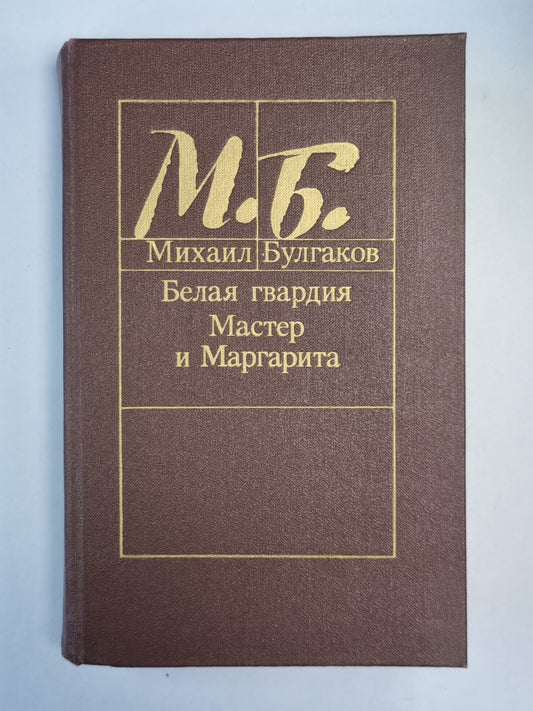 М.Б.
Михаил Булгаков
Белая гвардия
Мастер
и Маргарита